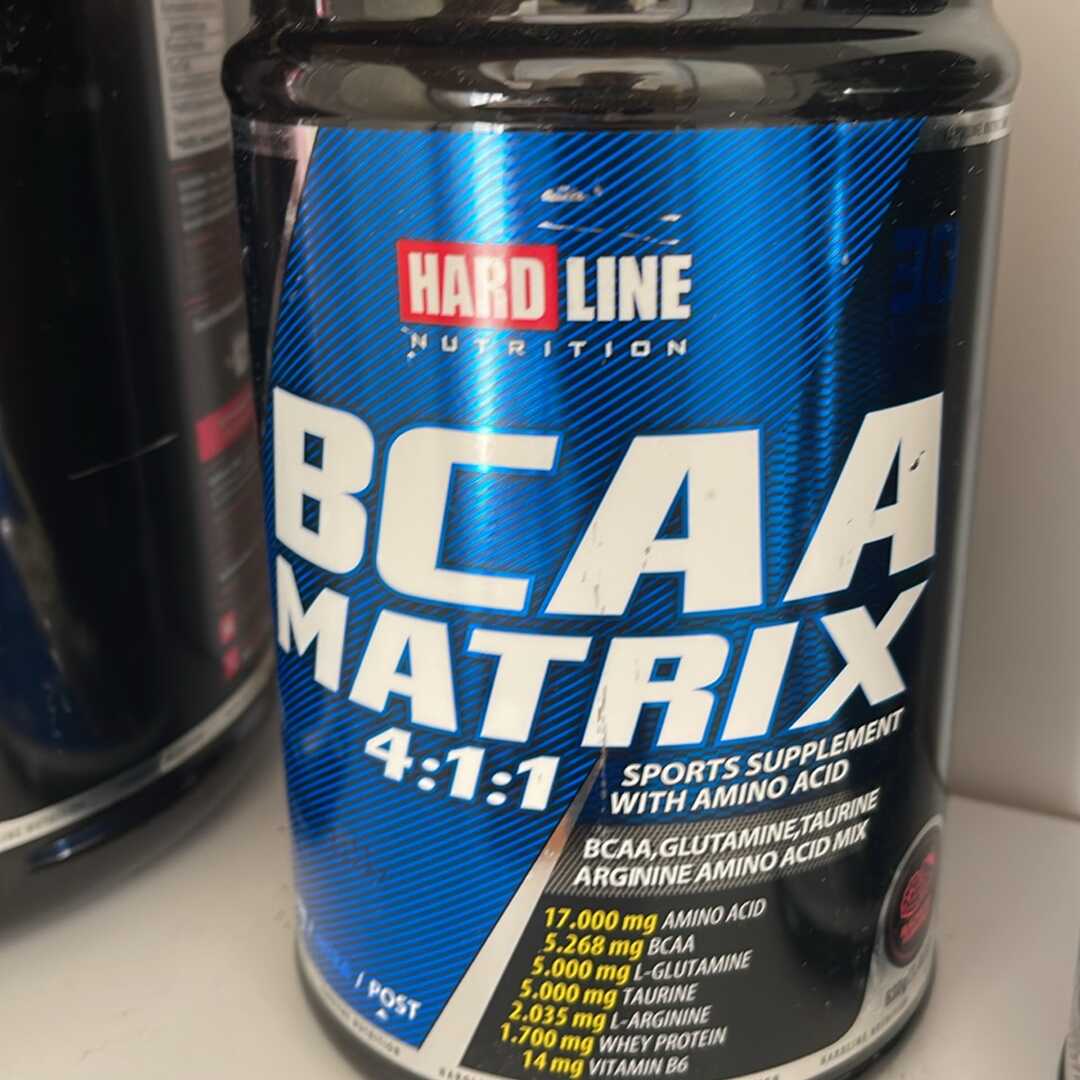 HARD LINE
NUTRITION
BCAA
MATRIX
4:1:1
SPORTS SUPPLEMENT
WITH AMINO ACID
BCAA,GLUTAMINE,TAURINE
ARGININE AMINO ACID MIX
17.000 mg AMINO ACID
5.268 mg BCAA
5.000 mg L-GLUTAMINE
5.000 mg TAURINE
2.035 mg L-ARGININE
1.700 mg WHEY PROTEIN
14 mg VITAMIN B6
/ POST